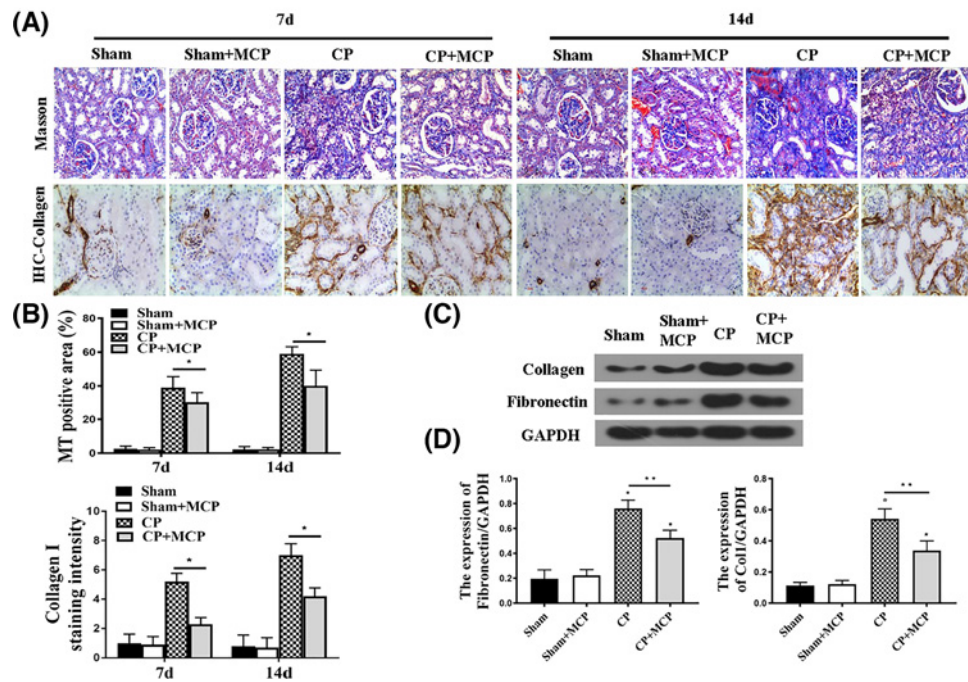 (A)
7d
14d
Sham Sham+MCP CP CP+MCP Sham Sham+MCP CP CP+MCP
Masson
IHC-Collagen
(B)
MT positive area (%)
80
60
40
20
0
Sham
Sham+MCP
CP
CP+MCP
* *
7d 14d
Collagen I
staining intensity
10
8
6
4
2
0
Sham
Sham+MCP
CP
CP+MCP
* *
7d 14d
(C)
Sham Sham+
MCP CP CP+
MCP
Collagen
Fibronectin
GAPDH
(D)
The expression of
Fibronectin/GAPDH
1.0
0.8
0.6
0.4
0.2
0.0
* ** *
Sham Sham+MCP CP CP+MCP
The expression
of Col1/GAPDH
0.8
0.6
0.4
0.2
0.0
** *
Sham Sham+MCP CP CP+MCP